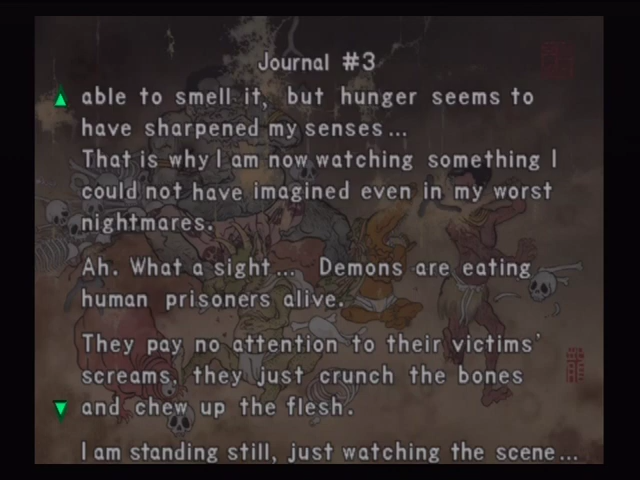 Journal #3
able to smell it, but hunger seems to
have sharpened my senses...
That is why I am now watching something I
could not have imagined even in my worst
nightmares.
Ah. What a sight... Demons are eating
human prisoners alive.
They pay no attention to their victims'
screams, they just crunch the bones
and chew up the flesh.
I am standing still, just watching the scene...